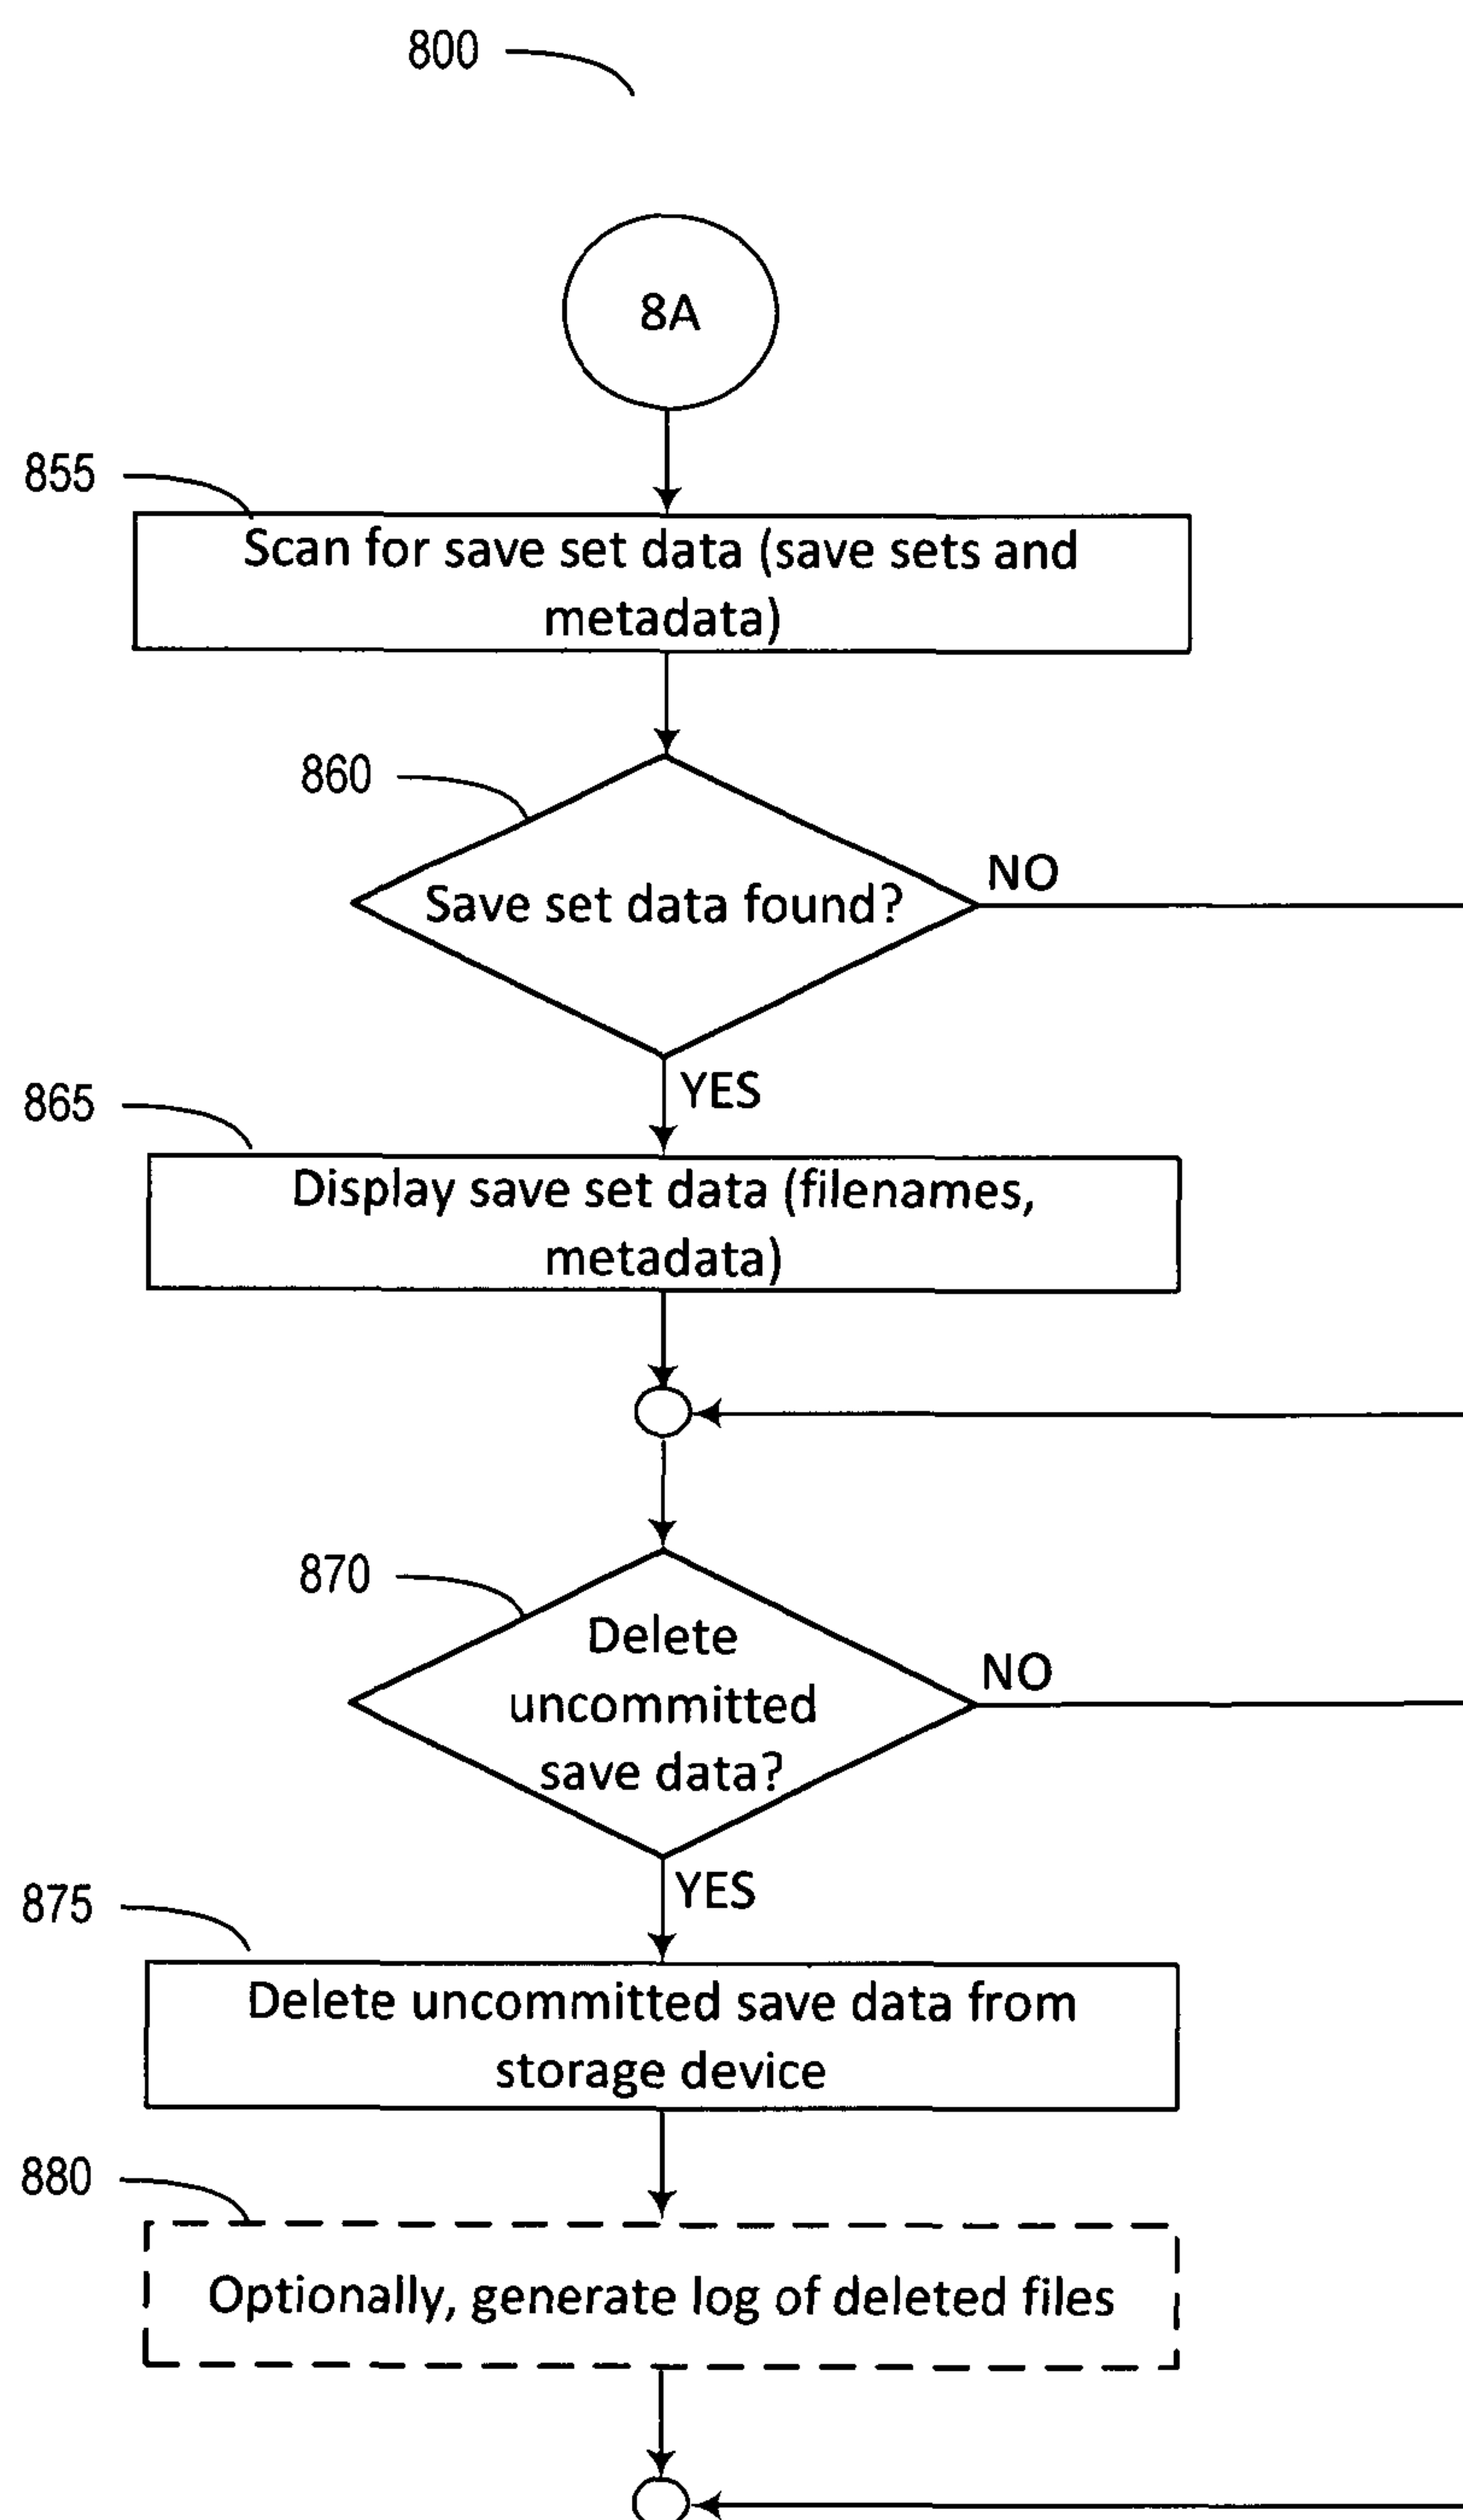 800
8A
855
Scan for save set data (save sets and
metadata)
860
Save set data found?
NO
YES
865
Display save set data (filenames,
metadata)
870
Delete
uncommitted
save data?
NO
YES
875
Delete uncommitted save data from
storage device
880
Optionally, generate log of deleted files